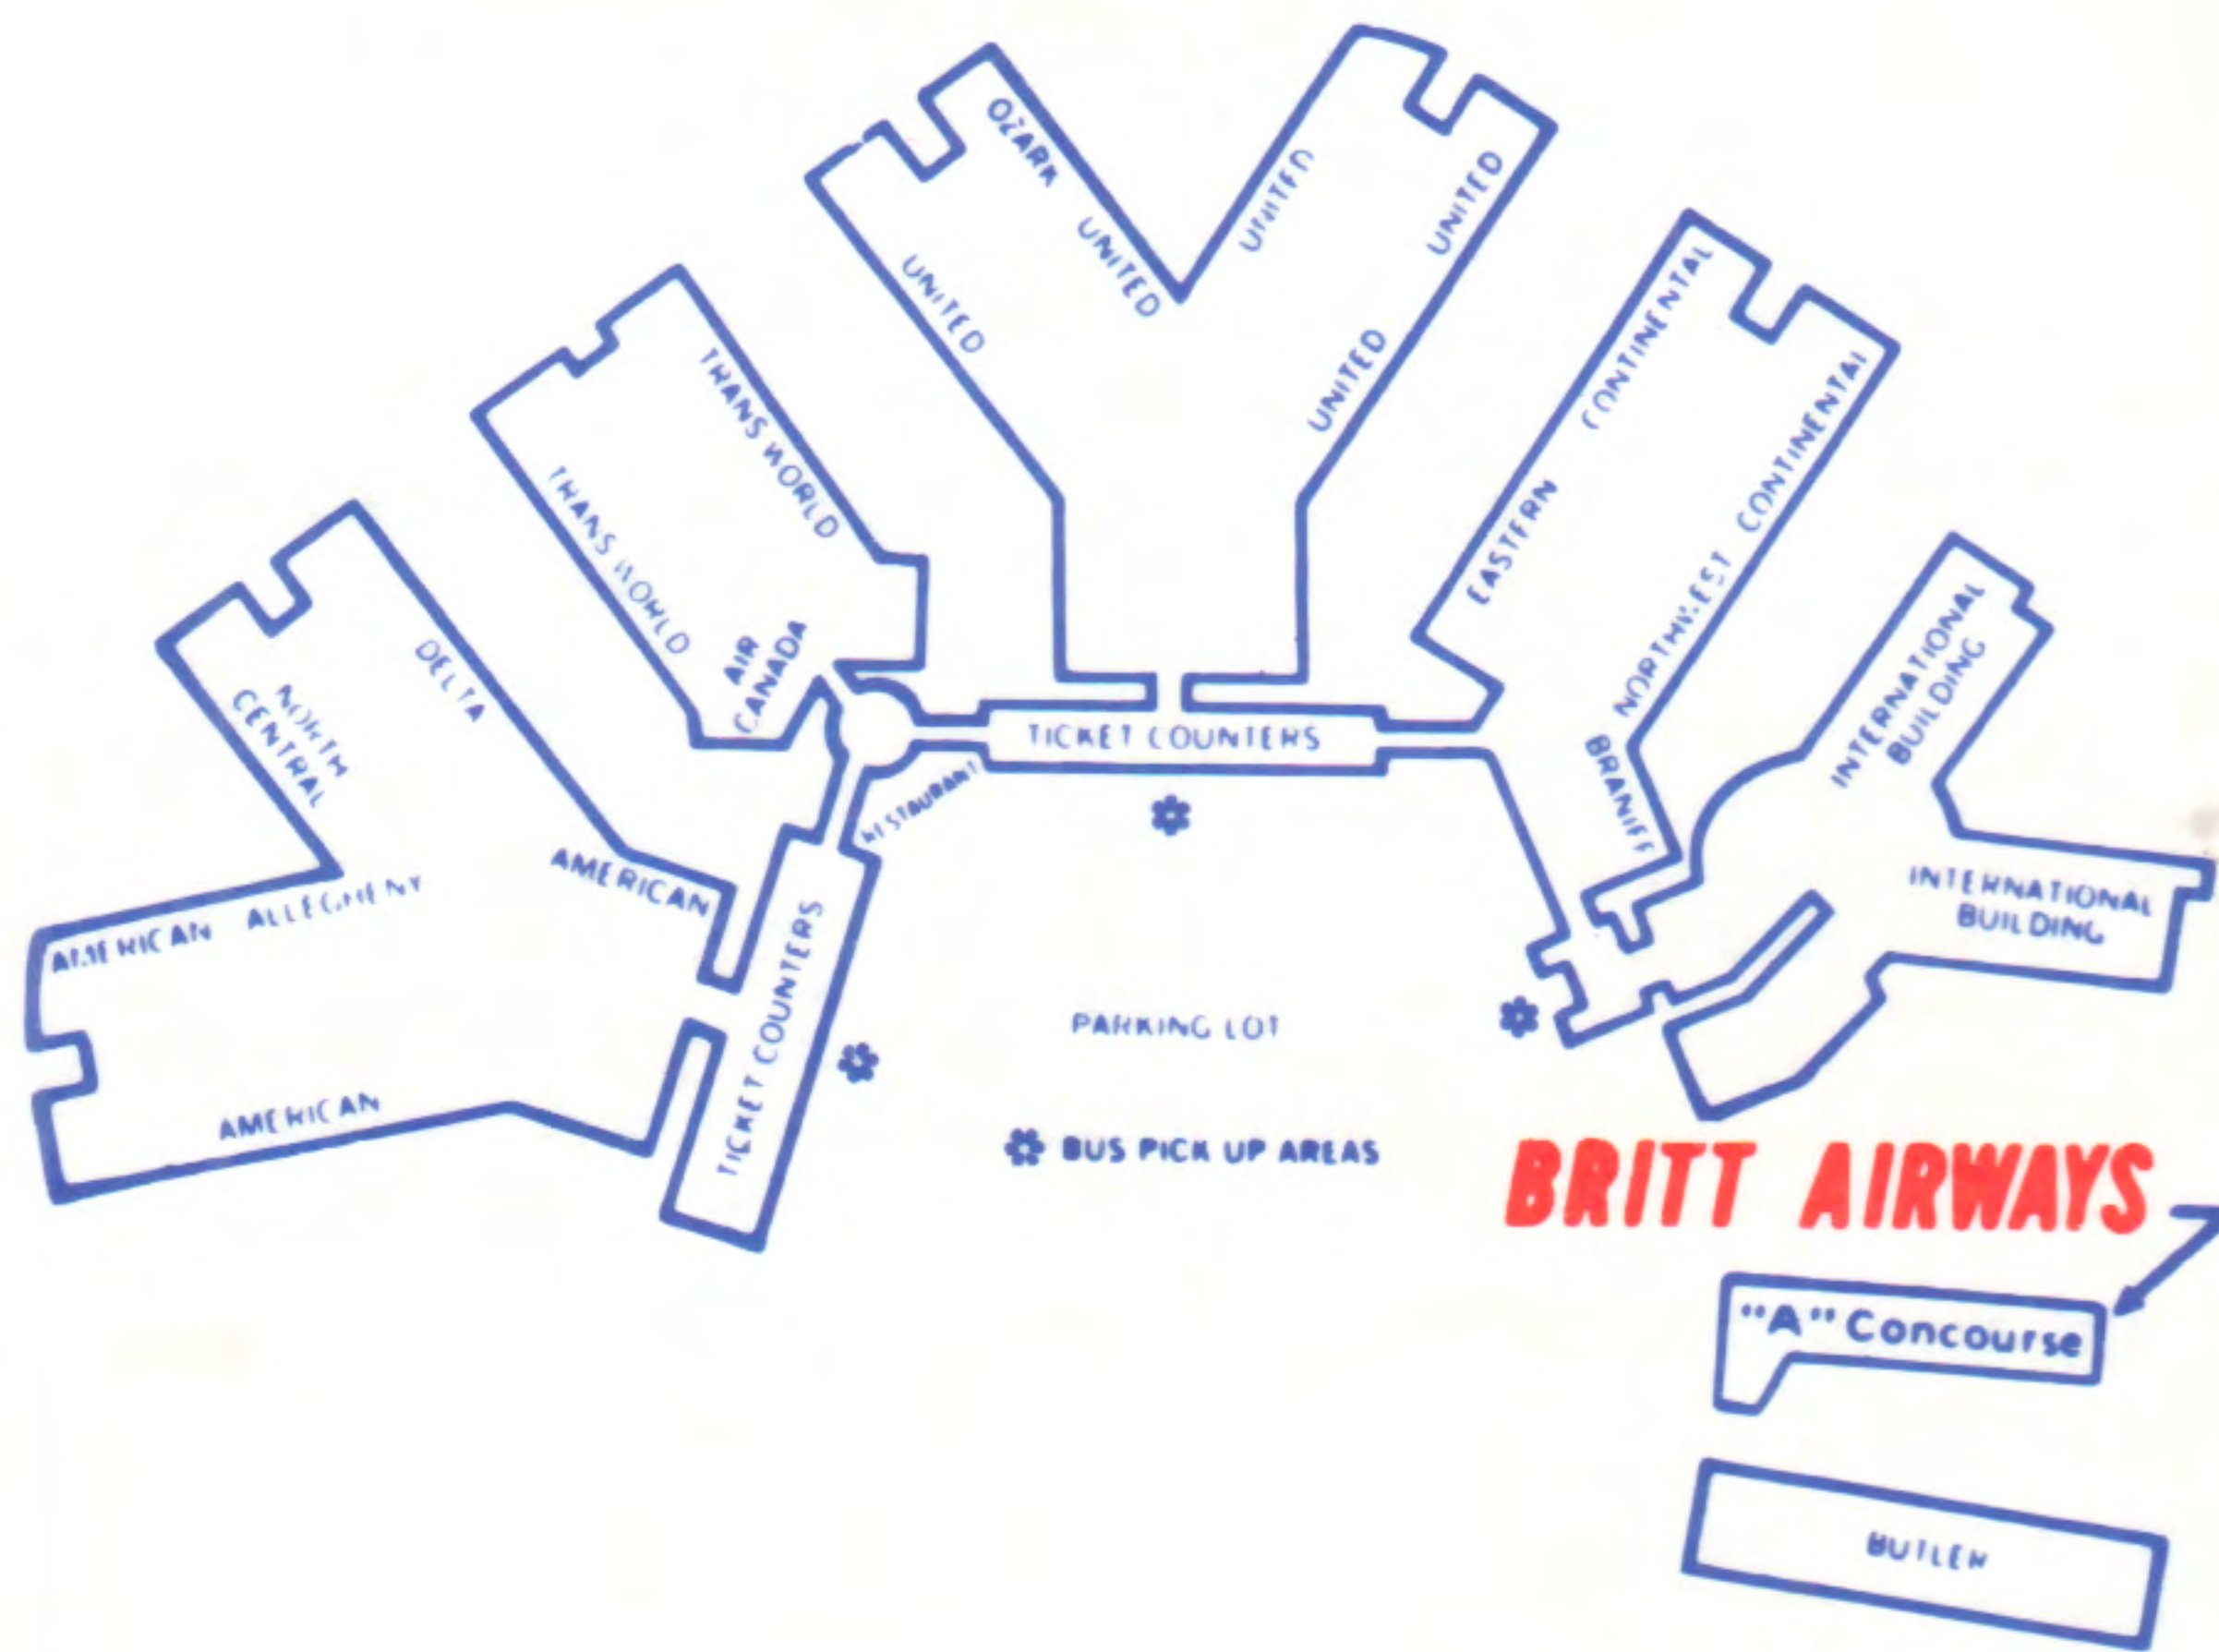 OZARK
UNITED
UNITED
UNITED
UNITED
UNITED
TRANS WORLD
TRANS WORLD
AIR
CANADA
EASTERN
CONTINENTAL
NORTHWEST
CONTINENTAL
BRANIFF
INTERNATIONAL
BUILDING
INTERNATIONAL
BUILDING
DELTA
NORTH
CENTRAL
AMERICAN
AMERICAN
ALLEGHENY
AMERICAN
TICKET COUNTERS
RESTAURANT
TICKET COUNTERS
PARKING LOT
BUS PICK UP AREAS
BRITT AIRWAYS
"A" Concourse
BUTLER